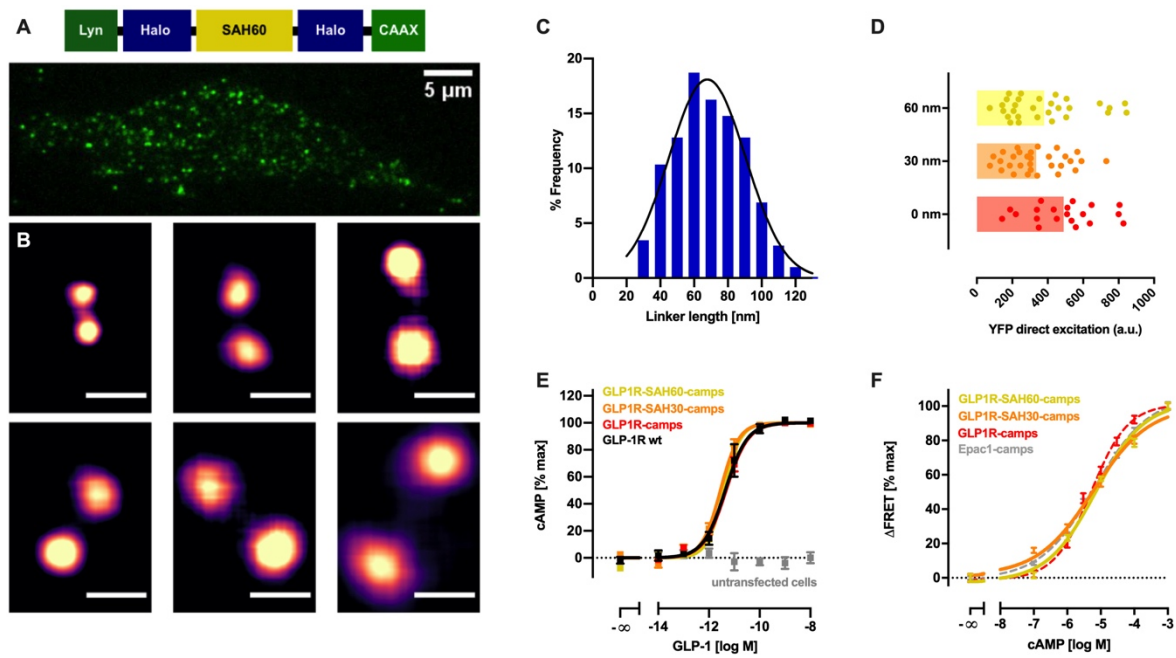 A
Lyn Halo SAH60 Halo CAAX
5 µm
B
C
% Frequency
20
15
10
5
0
0 20 40 60 80 100 120
Linker length [nm]
D
60 nm
30 nm
0 nm
0 200 400 600 800 1000
YFP direct excitation (a.u.)
E
GLP1R-SAH60-camps
GLP1R-SAH30-camps
GLP1R-camps
GLP-1R wt
cAMP [% max]
120
100
80
60
40
20
0
untransfected cells
-∞ -14 -12 -10 -8
GLP-1 [log M]
F
GLP1R-SAH60-camps
GLP1R-SAH30-camps
GLP1R-camps
Epac1-camps
ΔFRET [% max]
100
80
60
40
20
0
-∞ -8 -7 -6 -5 -4 -3
cAMP [log M]